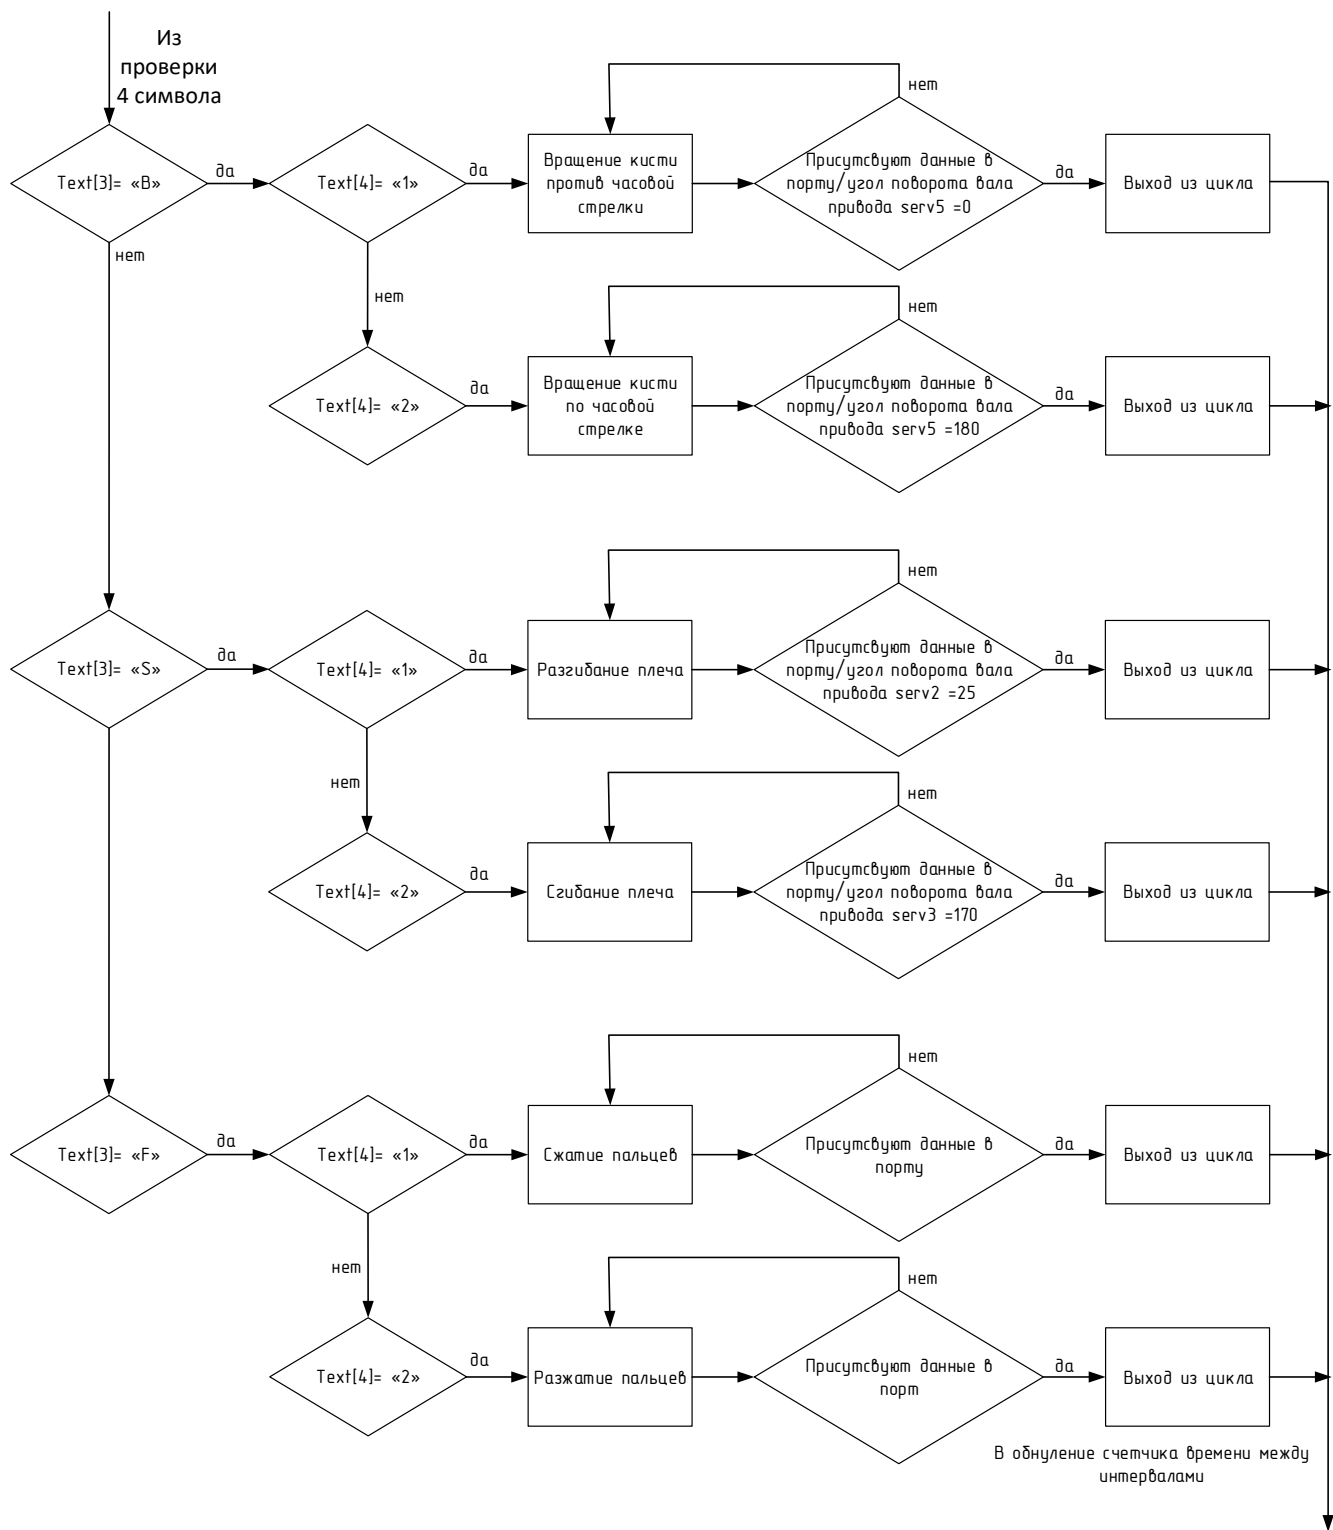 Из
проверки
4 символа
Text[3]= «B»
да
Text[4]= «1»
да
Вращение кисти
против часовой
стрелки
нет
Присутсвуют данные в
порту/угол поворота вала
привода serv5 =0
да
Выход из цикла
нет
нет
Text[4]= «2»
да
Вращение кисти
по часовой
стрелке
нет
Присутсвуют данные в
порту/угол поворота вала
привода serv5 =180
да
Выход из цикла
Text[3]= «S»
да
Text[4]= «1»
да
Разгибание плеча
нет
Присутсвуют данные в
порту/угол поворота вала
привода serv2 =25
да
Выход из цикла
нет
Text[4]= «2»
да
Сгибание плеча
нет
Присутсвуют данные в
порту/угол поворота вала
привода serv3 =170
да
Выход из цикла
Text[3]= «F»
да
Text[4]= «1»
да
Сжатие пальцев
нет
Присутсвуют данные в
порту
да
Выход из цикла
нет
Text[4]= «2»
да
Разжатие пальцев
нет
Присутсвуют данные в
порт
да
Выход из цикла
В обнуление счетчика времени между
интервалами